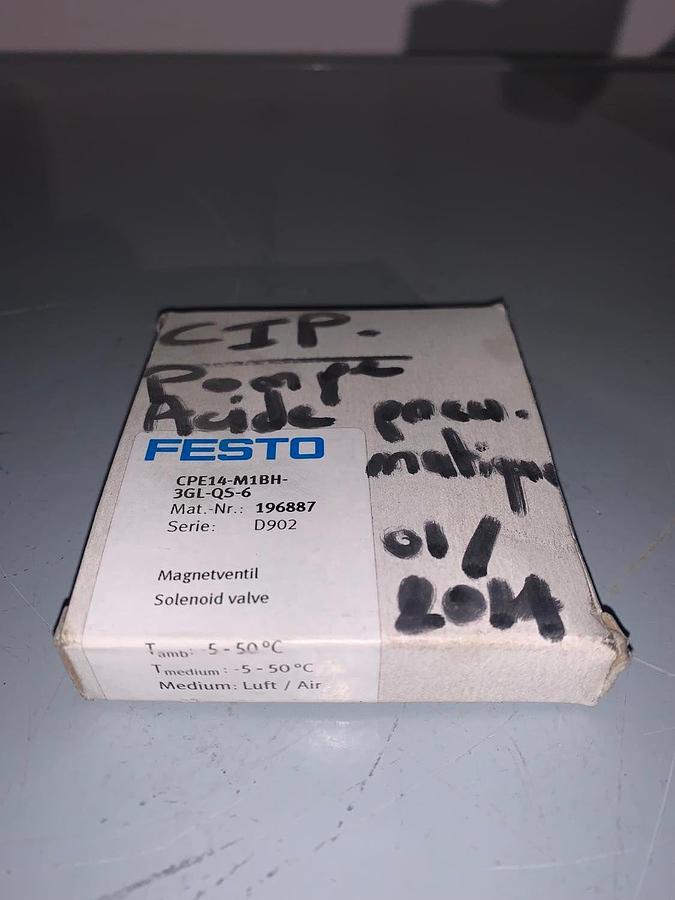 CIP.
Pompe
Acide pneu.
matique
01/
2014
FESTO
CPE14-M1BH-
3GL-QS-6
Mat.-Nr.: 196887
Serie: D902
Magnetventil
Solenoid valve
Tamb: -5 - 50 °C
Tmedium: -5 - 50 °C
Medium: Luft / Air